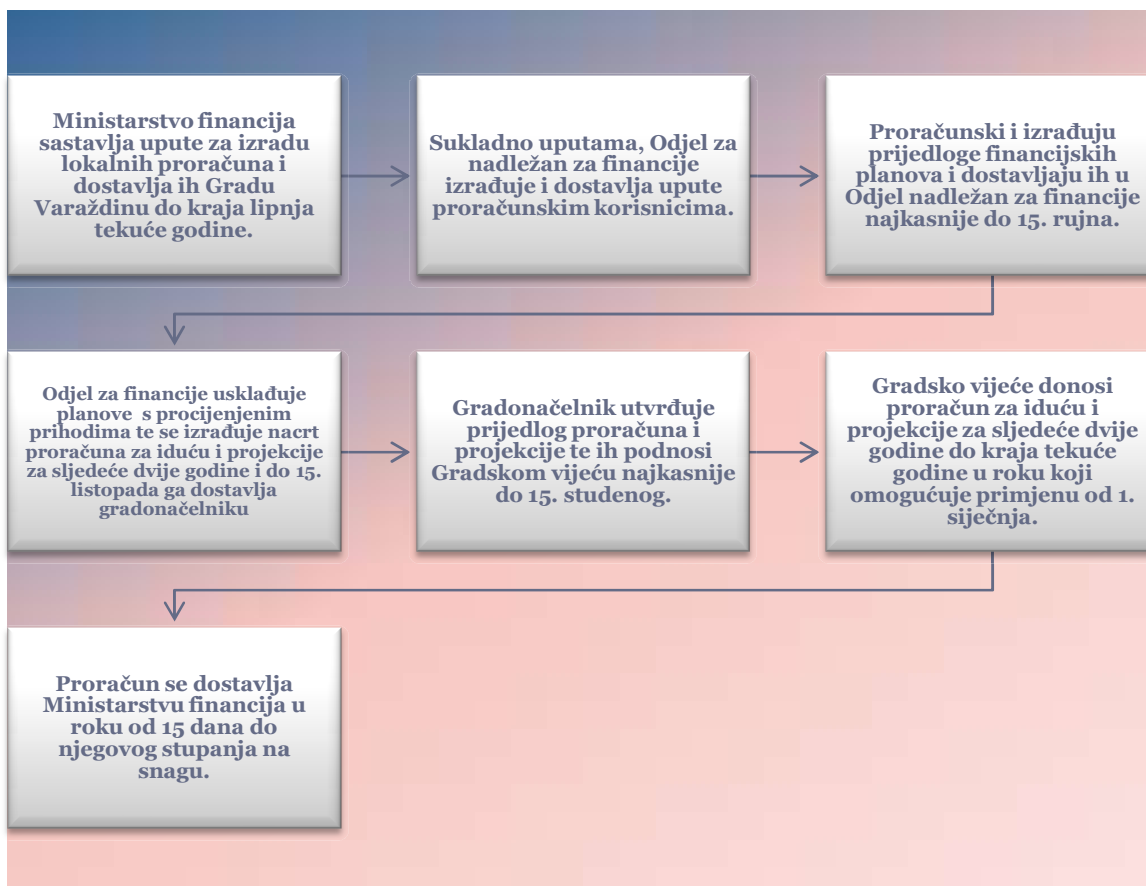 Ministarstvo financija
sastavlja upute za izradu
lokalnih proračuna i
dostavlja ih Gradu
Varaždinu do kraja lipnja
tekuće godine.
Sukladno uputama, Odjel za
nadležan za financije
izrađuje i dostavlja upute
proračunskim korisnicima.
Proračunski i izrađuju
prijedloge financijskih
planova i dostavljaju ih u
Odjel nadležan za financije
najkasnije do 15. rujna.
Odjel za financije usklađuje
planove s procijenjenim
prihodima te se izrađuje nacrt
proračuna za iduću i projekcije
za sljedeće dvije godine i do 15.
listopada ga dostavlja
gradonačelniku
Gradonačelnik utvrđuje
prijedlog proračuna i
projekcije te ih podnosi
Gradskom vijeću najkasnije
do 15. studenog.
Gradsko vijeće donosi
proračun za iduću i
projekcije za sljedeće dvije
godine do kraja tekuće
godine u roku koji
omogućuje primjenu od 1.
siječnja.
Proračun se dostavlja
Ministarstvu financija u
roku od 15 dana do
njegovog stupanja na
snagu.